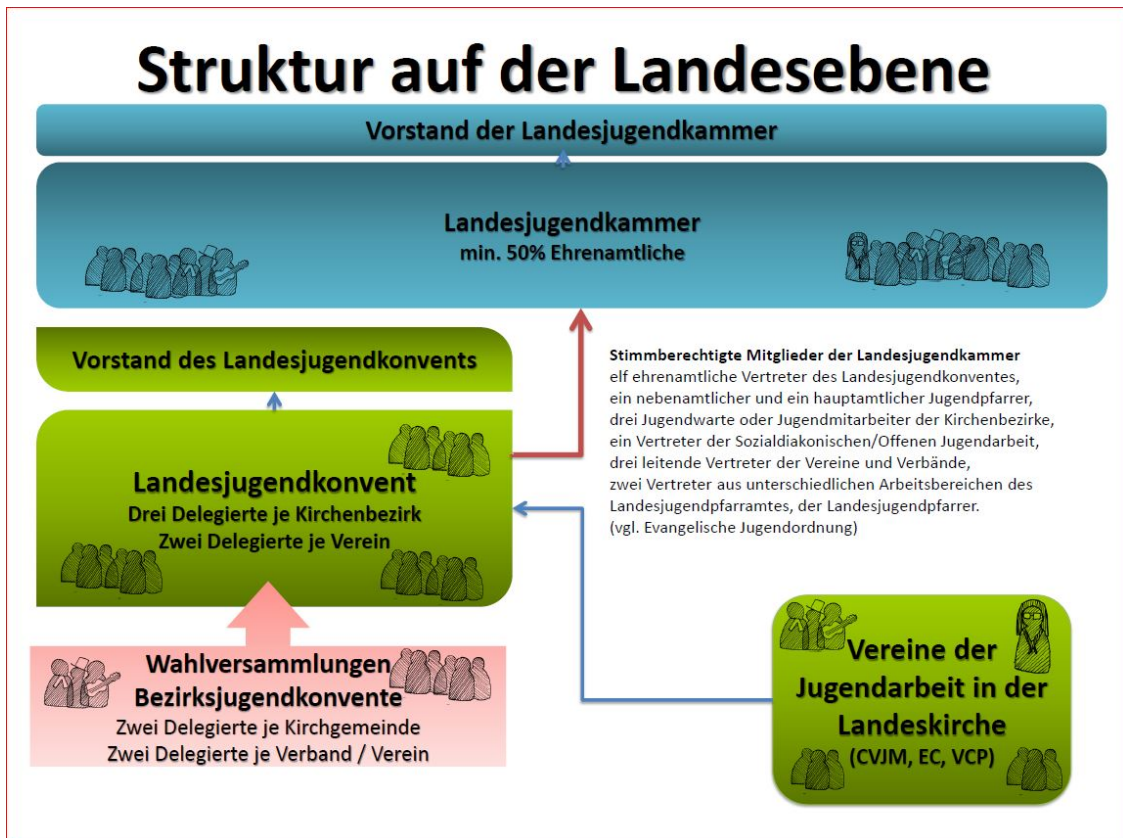 Struktur auf der Landesebene
Vorstand der Landesjugendkammer
Landesjugendkammer
min. 50% Ehrenamtliche
Vorstand des Landesjugendkonvents
Stimmberechtigte Mitglieder der Landesjugendkammer
elf ehrenamtliche Vertreter des Landesjugendkonventes,
ein nebenamtlicher und ein hauptamtlicher Jugendpfarrer,
drei Jugendwarte oder Jugendmitarbeiter der Kirchenbezirke,
ein Vertreter der Sozialdiakonischen/Offenen Jugendarbeit,
drei leitende Vertreter der Vereine und Verbände,
zwei Vertreter aus unterschiedlichen Arbeitsbereichen des
Landesjugendpfarramtes, der Landesjugendpfarrer.
(vgl. Evangelische Jugendordnung)
Landesjugendkonvent
Drei Delegierte je Kirchenbezirk
Zwei Delegierte je Verein
Wahlversammlungen
Bezirksjugendkonvente
Zwei Delegierte je Kirchgemeinde
Zwei Delegierte je Verband / Verein
Vereine der
Jugendarbeit in der
Landeskirche
(CVJM, EC, VCP)